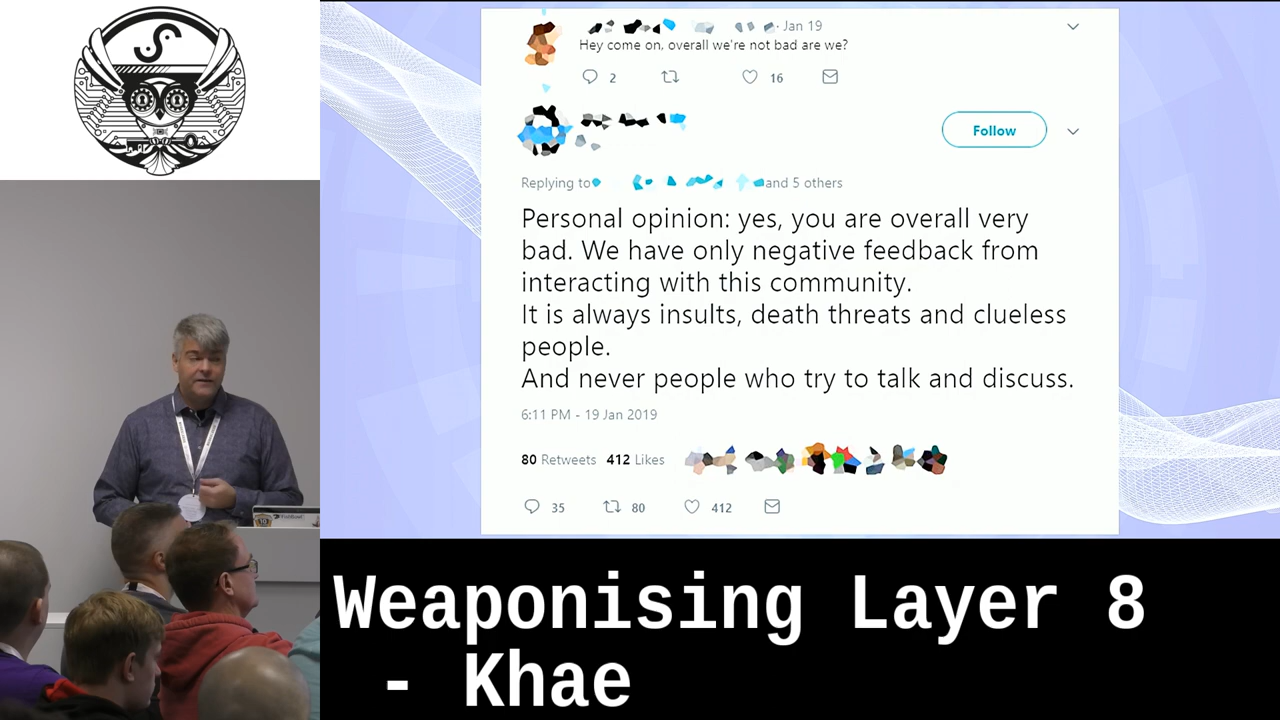 Jan 19
Hey come on, overall we're not bad are we?
2
16
Follow
Replying to and 5 others
Personal opinion: yes, you are overall very
bad. We have only negative feedback from
interacting with this community.
It is always insults, death threats and clueless
people.
And never people who try to talk and discuss.
6:11 PM - 19 Jan 2019
80 Retweets 412 Likes
35 80 412
Weaponising Layer 8
- Khae